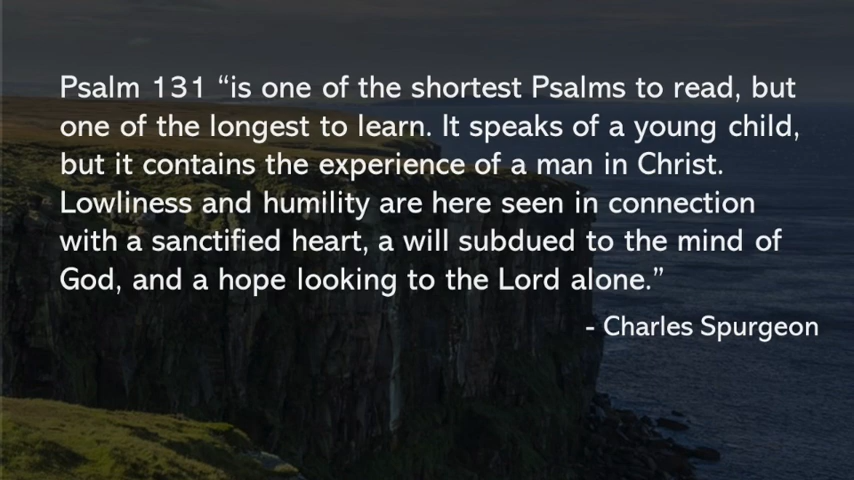 Psalm 131 “is one of the shortest Psalms to read, but
one of the longest to learn. It speaks of a young child,
but it contains the experience of a man in Christ.
Lowliness and humility are here seen in connection
with a sanctified heart, a will subdued to the mind of
God, and a hope looking to the Lord alone.”
- Charles Spurgeon